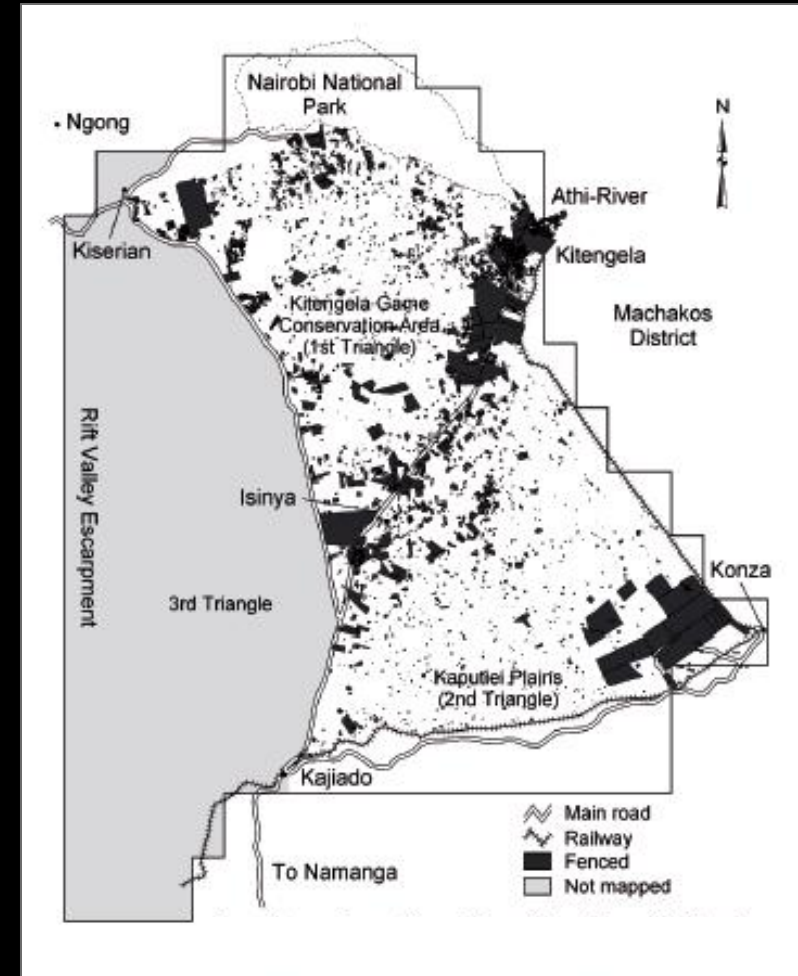 Nairobi National
Park
Ngong
N
Athi-River
Kiserian
Kitengela
Kitengela Game
Conservation Area
(1st Triangle)
Machakos
District
Rift Valley Escarpment
Isinya
Konza
3rd Triangle
Kaputiei Plains
(2nd Triangle)
Kajiado
Main road
Railway
Fenced
Not mapped
To Namanga